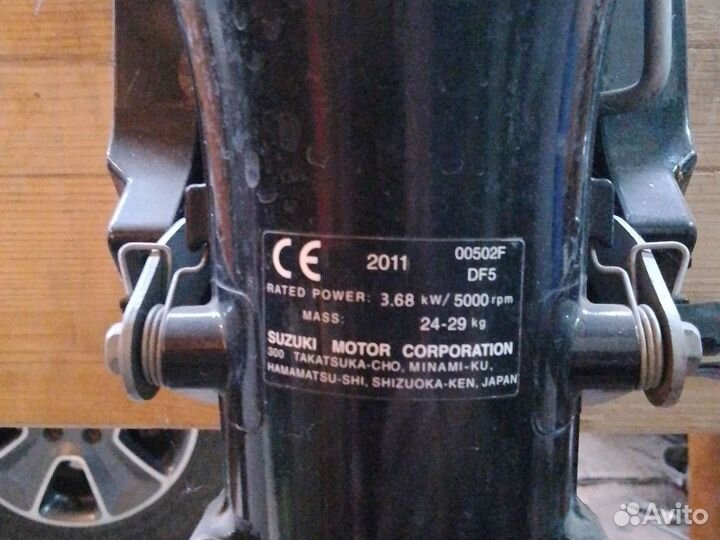 CE 2011 00502F
DF5
RATED POWER: 3.68 kW/5000rpm
MASS: 24-29 kg
SUZUKI MOTOR CORPORATION
300 TAKATSUKA-CHO, MINAMI-KU,
HAMAMATSU-SHI, SHIZUOKA-KEN, JAPAN
Avito